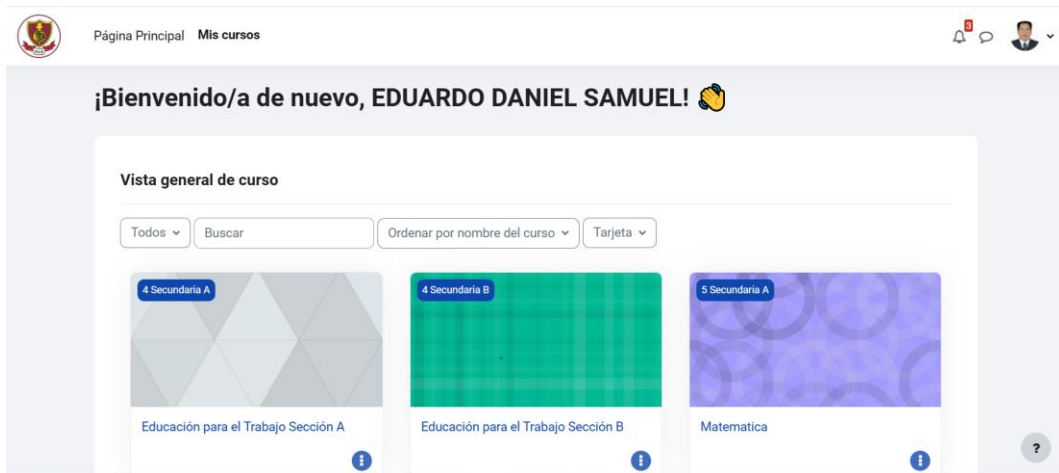 Página Principal Mis cursos 3
¡Bienvenido/a de nuevo, EDUARDO DANIEL SAMUEL! 👋
Vista general de curso
Todos Buscar Ordenar por nombre del curso Tarjeta
4 Secundaria A 4 Secundaria B 5 Secundaria A
Educación para el Trabajo Sección A Educación para el Trabajo Sección B Matematica
?